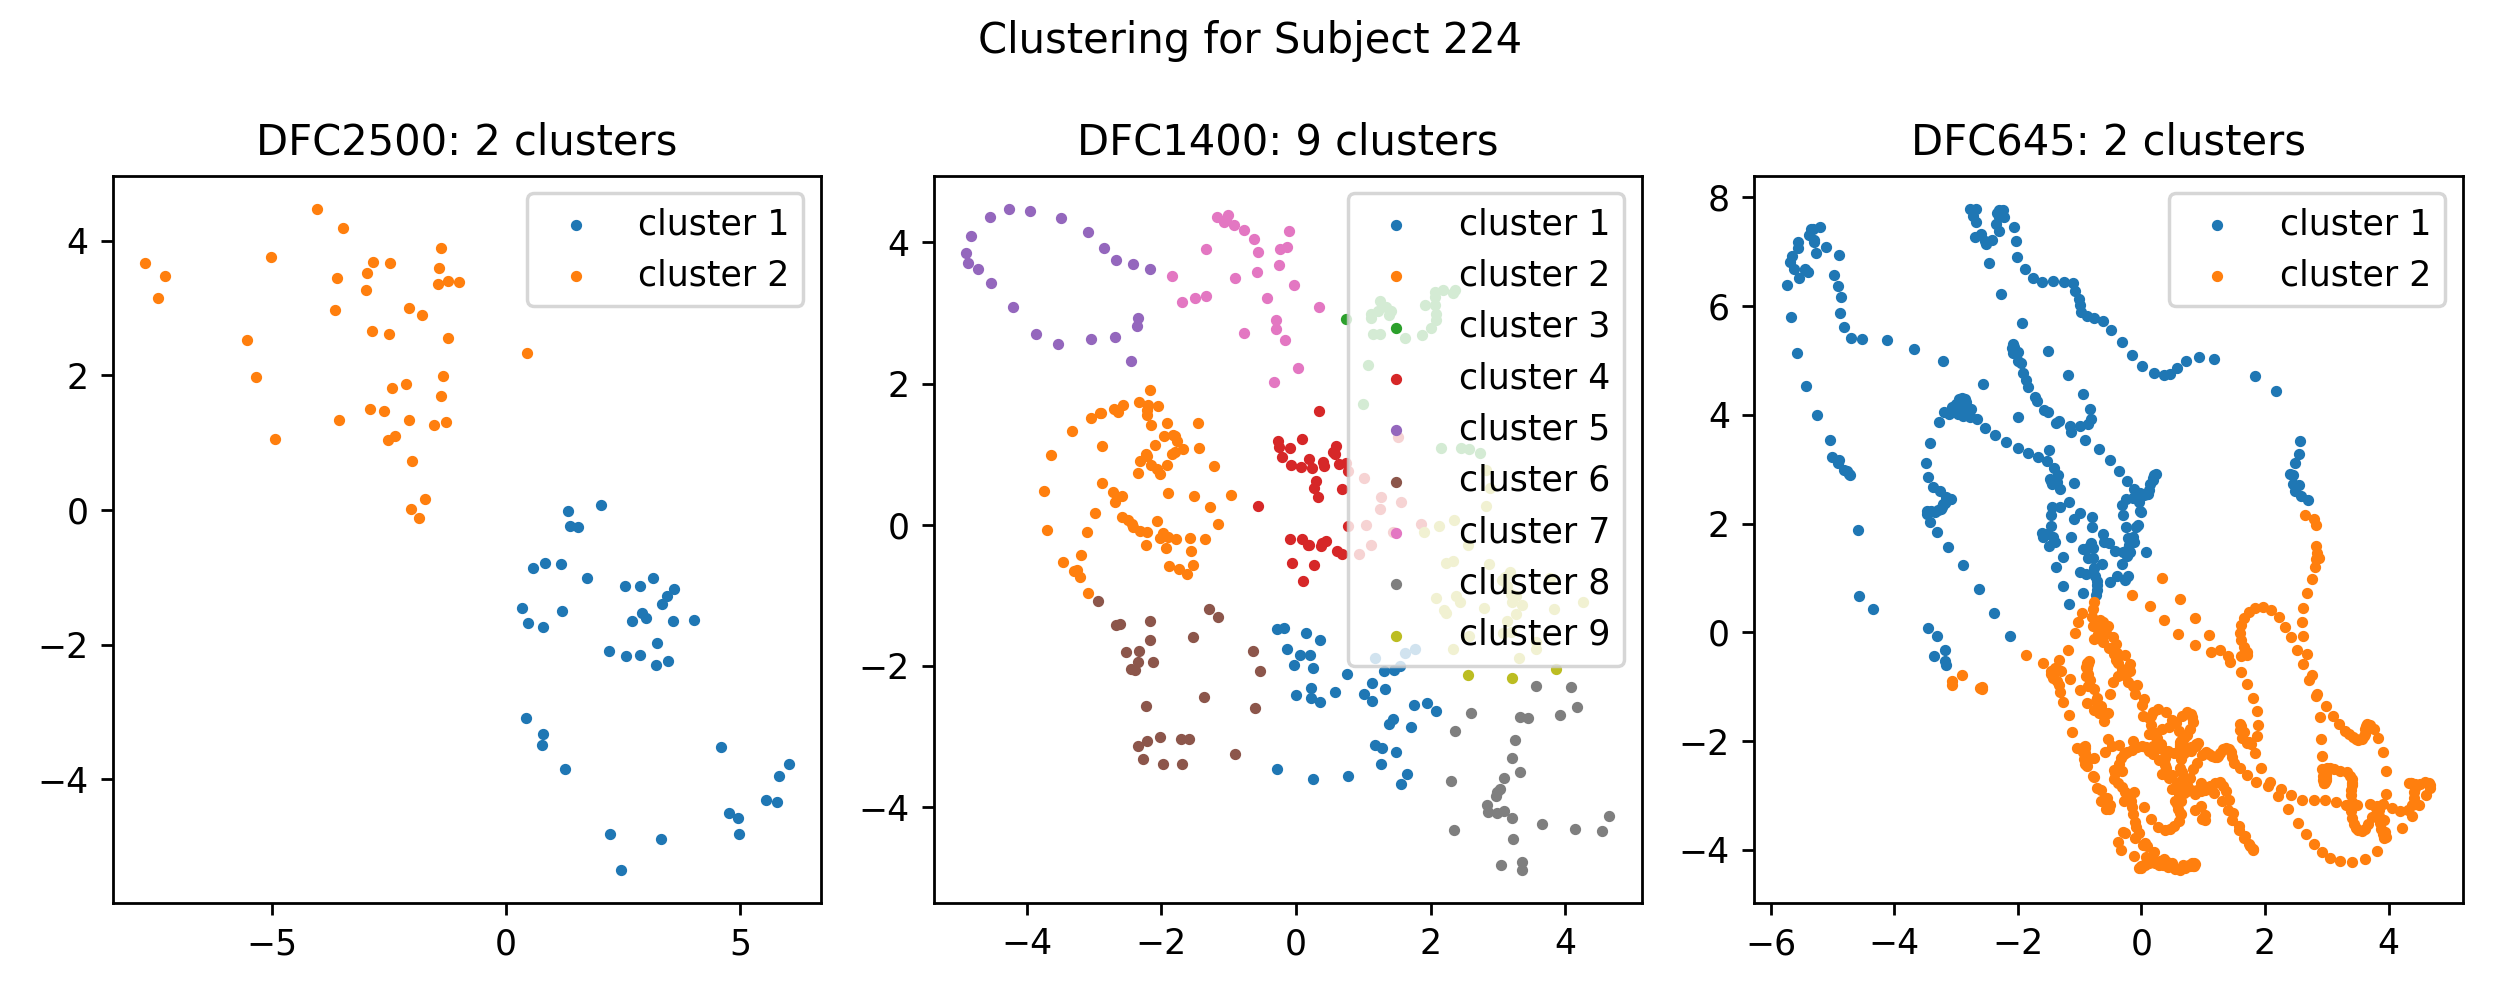 Clustering for Subject 224
DFC2500: 2 clusters
cluster 1
cluster 2
4
2
0
−2
−4
−5
0
5
DFC1400: 9 clusters
cluster 1
cluster 2
cluster 3
cluster 4
cluster 5
cluster 6
cluster 7
cluster 8
cluster 9
4
2
0
−2
−4
−4
−2
0
2
4
DFC645: 2 clusters
cluster 1
cluster 2
8
6
4
2
0
−2
−4
−6
−4
−2
0
2
4